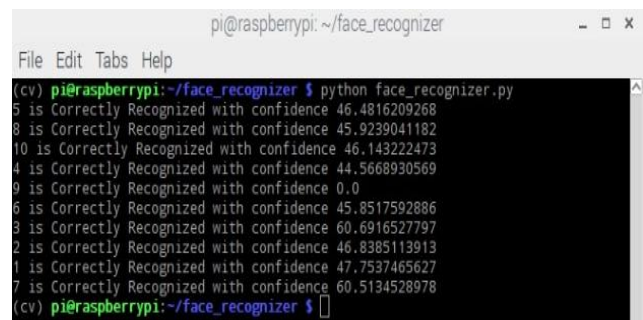 pi@raspberrypi: ~/face_recognizer
File Edit Tabs Help
(cv) pi@raspberrypi:~/face_recognizer $ python face_recognizer.py
5 is Correctly Recognized with confidence 46.4816209268
8 is Correctly Recognized with confidence 45.9239041182
10 is Correctly Recognized with confidence 46.143222473
4 is Correctly Recognized with confidence 44.5668930569
9 is Correctly Recognized with confidence 0.0
6 is Correctly Recognized with confidence 45.8517592886
3 is Correctly Recognized with confidence 60.6916527797
2 is Correctly Recognized with confidence 46.8385113913
1 is Correctly Recognized with confidence 47.7537465627
7 is Correctly Recognized with confidence 60.5134528978
(cv) pi@raspberrypi:~/face_recognizer $